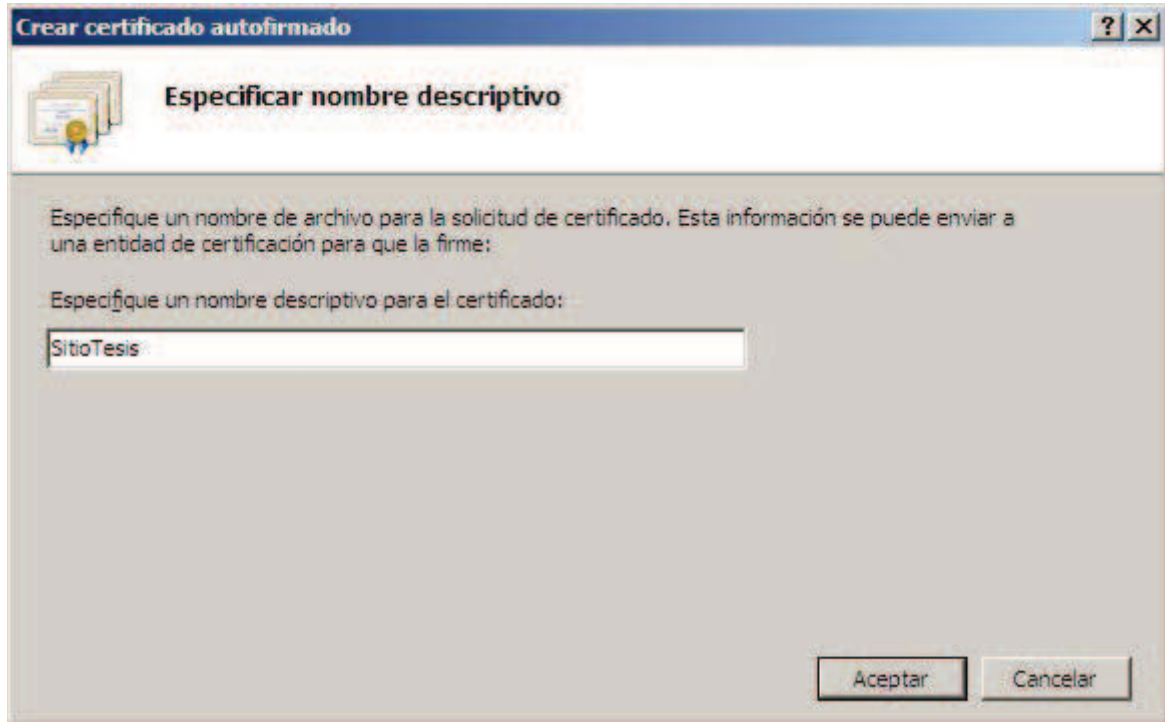 Crear certificado autofirmado
Especificar nombre descriptivo
Especifique un nombre de archivo para la solicitud de certificado. Esta información se puede enviar a
una entidad de certificación para que la firme:
Especifique un nombre descriptivo para el certificado:
SitioTesis
Aceptar Cancelar